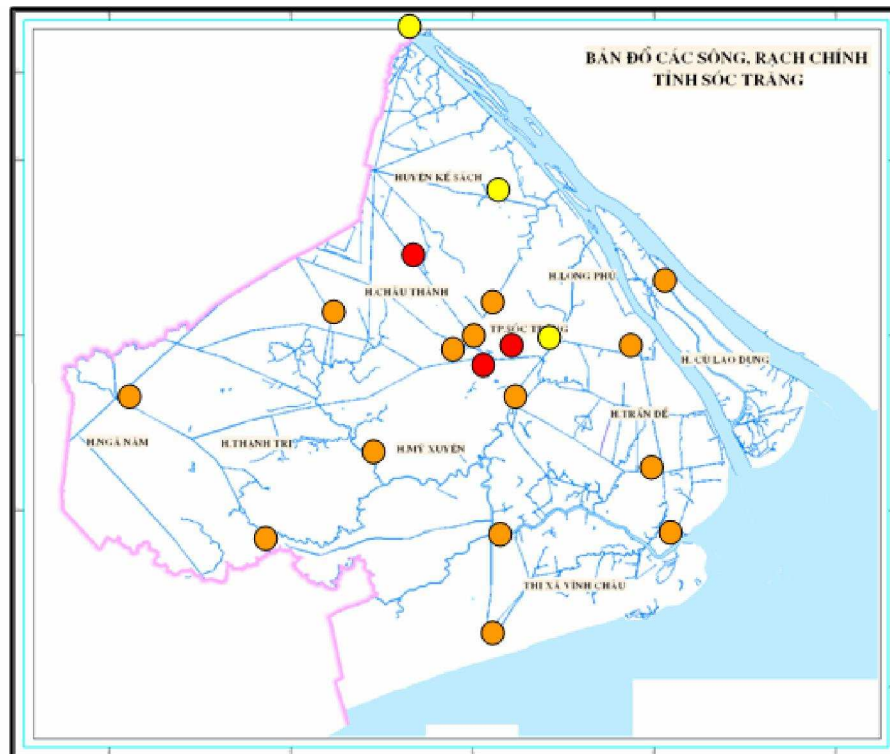 BẢN ĐỒ CÁC SÔNG, RẠCH CHÍNH
TỈNH SÓC TRĂNG
HUYỆN KẾ SÁCH
H.LONG PHÚ
H.CHÂU THÀNH
TP.SÓC TRĂNG
H. CÙ LAO DUNG
H.TRẦN ĐỀ
H.NGÃ NĂM
H.THẠNH TRỊ
H.MỸ XUYÊN
THỊ XÃ VĨNH CHÂU